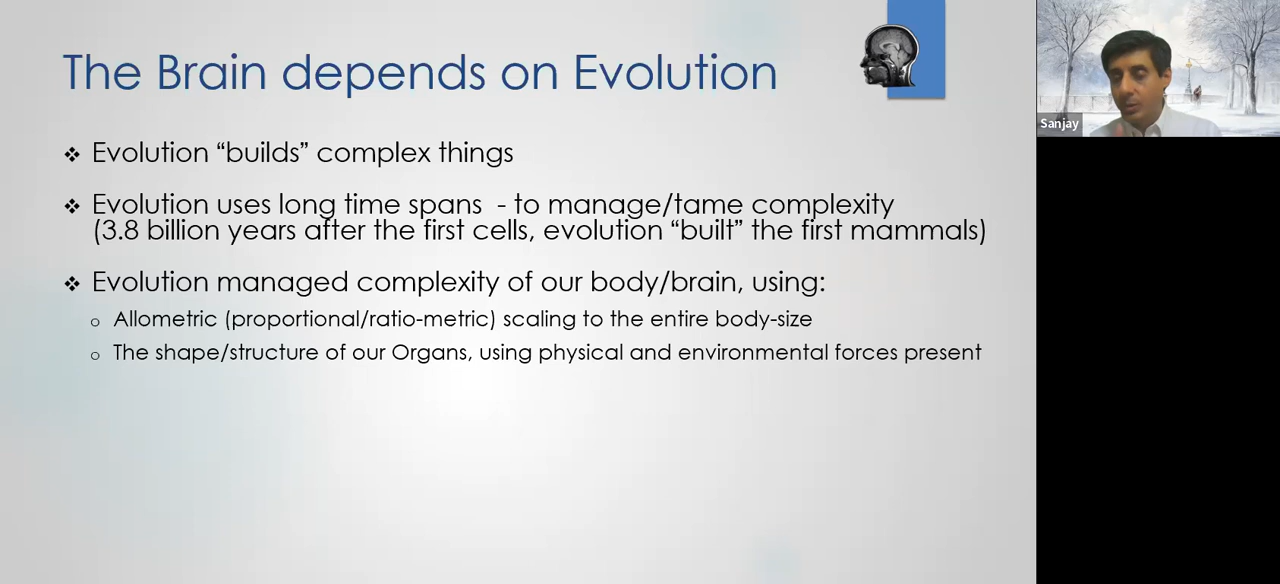 The Brain depends on Evolution
❖ Evolution “builds” complex things
❖ Evolution uses long time spans - to manage/tame complexity
(3.8 billion years after the first cells, evolution “built” the first mammals)
❖ Evolution managed complexity of our body/brain, using:
o Allometric (proportional/ratio-metric) scaling to the entire body-size
o The shape/structure of our Organs, using physical and environmental forces present
Sanjay